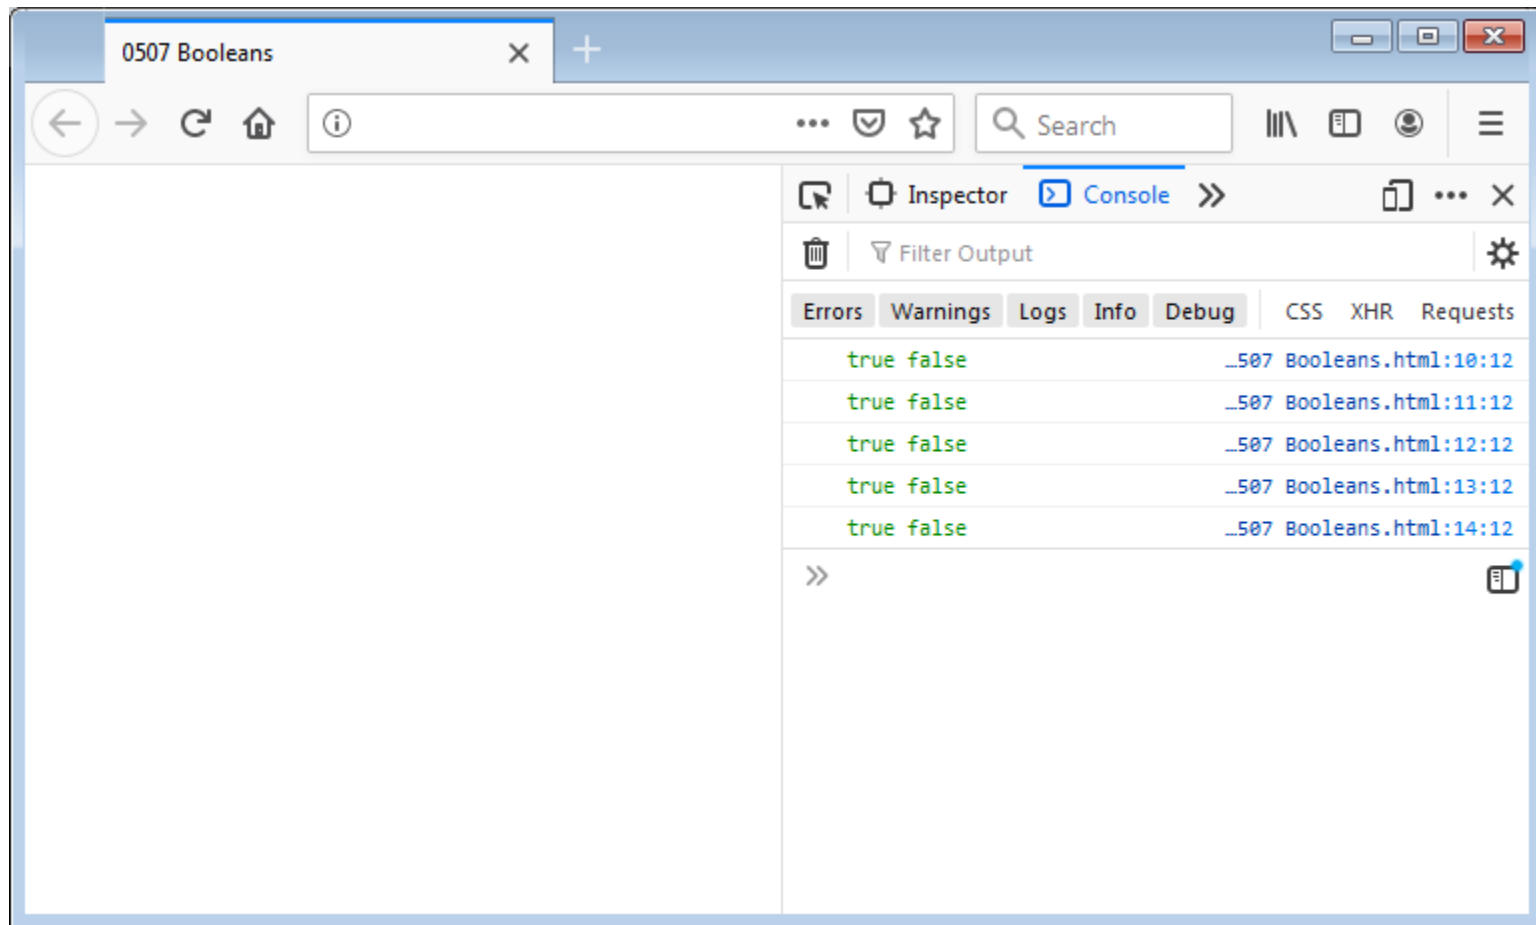 0507 Booleans
Search
Inspector Console
Filter Output
Errors Warnings Logs Info Debug CSS XHR Requests
true false …507 Booleans.html:10:12
true false …507 Booleans.html:11:12
true false …507 Booleans.html:12:12
true false …507 Booleans.html:13:12
true false …507 Booleans.html:14:12